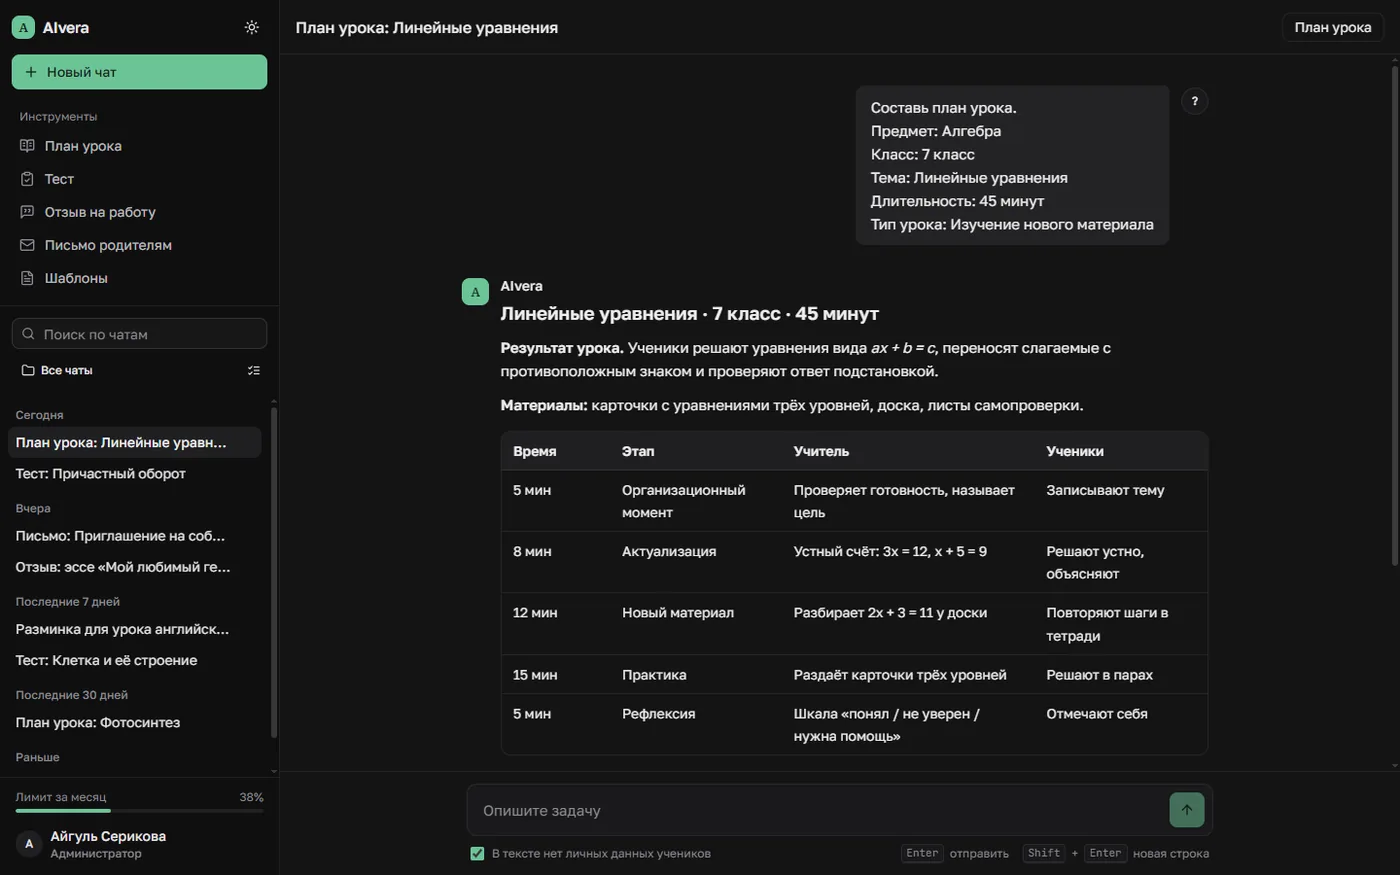 A Alvera
Новый чат
Инструменты
План урока
Тест
Отзыв на работу
Письмо родителям
Шаблоны
Поиск по чатам
Все чаты
Сегодня
План урока: Линейные уравн...
Тест: Причастный оборот
Вчера
Письмо: Приглашение на соб...
Отзыв: эссе «Мой любимый ге...
Последние 7 дней
Разминка для урока английск...
Тест: Клетка и её строение
Последние 30 дней
План урока: Фотосинтез
Раньше
Лимит за месяц 38%
A Айгуль Серикова
Администратор
План урока: Линейные уравнения
План урока
?
Составь план урока.
Предмет: Алгебра
Класс: 7 класс
Тема: Линейные уравнения
Длительность: 45 минут
Тип урока: Изучение нового материала
A Alvera
Линейные уравнения · 7 класс · 45 минут
Результат урока. Ученики решают уравнения вида ax + b = c, переносят слагаемые с
противоположным знаком и проверяют ответ подстановкой.
Материалы: карточки с уравнениями трёх уровней, доска, листы самопроверки.
Время Этап Учитель Ученики
5 мин Организационный Проверяет готовность, называет Записывают тему
момент цель
8 мин Актуализация Устный счёт: 3x = 12, x + 5 = 9 Решают устно,
объясняют
12 мин Новый материал Разбирает 2x + 3 = 11 у доски Повторяют шаги в
тетради
15 мин Практика Раздаёт карточки трёх уровней Решают в парах
5 мин Рефлексия Шкала «понял / не уверен / Отмечают себя
нужна помощь»
Опишите задачу
В тексте нет личных данных учеников
Enter отправить Shift + Enter новая строка